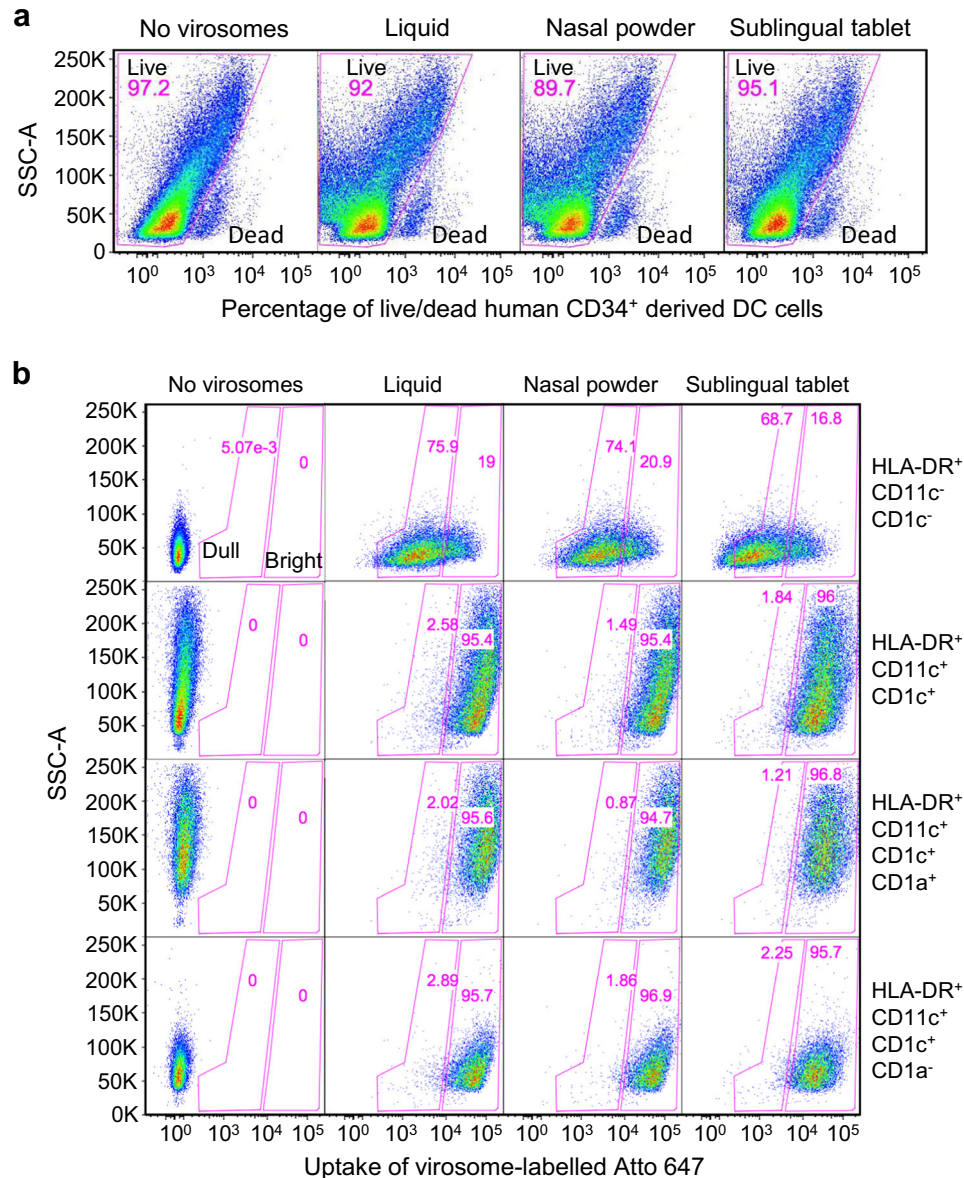 a
No virosomes Liquid Nasal powder Sublingual tablet
250K Live Live Live Live
97.2 92 89.7 95.1
200K
150K
SSC-A
100K
50K
0 Dead Dead Dead Dead
10⁰ 10³ 10⁴ 10⁵ 10⁰ 10³ 10⁴ 10⁵ 10⁰ 10³ 10⁴ 10⁵ 10⁰ 10³ 10⁴ 10⁵
Percentage of live/dead human CD34⁺ derived DC cells
b
No virosomes Liquid Nasal powder Sublingual tablet
250K 68.7 16.8
200K 5.07e-3 0 75.9 19 74.1 20.9
150K
100K
50K Dull Bright
HLA-DR⁺
CD11c⁻
CD1c⁻
250K 1.84 96
200K 0 0 2.58 95.4 1.49 95.4
150K
100K
50K
HLA-DR⁺
CD11c⁺
CD1c⁺
SSC-A
250K 1.21 96.8
200K 0 0 2.02 95.6 0.87 94.7
150K
100K
50K
HLA-DR⁺
CD11c⁺
CD1c⁺
CD1a⁺
250K 2.25 95.7
200K 0 0 2.89 95.7 1.86 96.9
150K
100K
50K
0K
HLA-DR⁺
CD11c⁺
CD1c⁺
CD1a⁻
10⁰ 10³ 10⁴ 10⁵ 10⁰ 10³ 10⁴ 10⁵ 10⁰ 10³ 10⁴ 10⁵ 10⁰ 10³ 10⁴ 10⁵
Uptake of virosome-labelled Atto 647